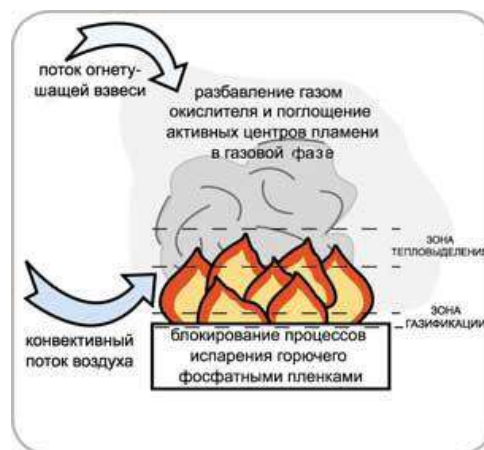 поток огнету-
шащей взвеси
разбавление газом
окислителя и поглощение
активных центров пламени
в газовой фазе
ЗОНА
ТЕПЛОВЫДЕЛЕНИЯ
ЗОНА
ГАЗИФИКАЦИИ
конвективный
поток воздуха
блокирование процессов
испарения горючего
фосфатными пленками